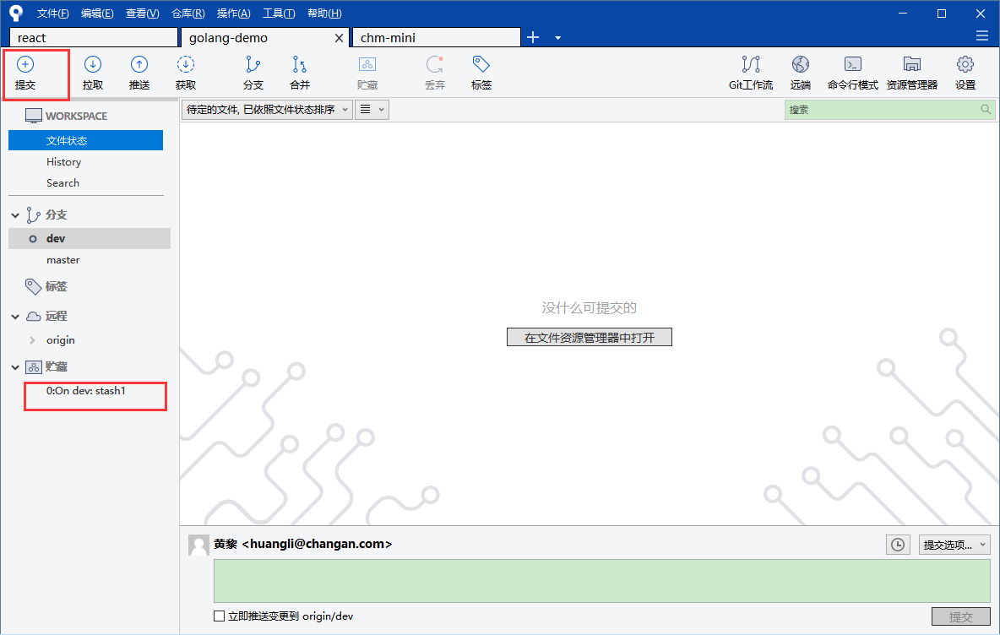 文件(F) 编辑(E) 查看(V) 仓库(R) 操作(A) 工具(T) 帮助(H)
react golang-demo chm-mini
提交 拉取 推送 获取 分支 合并 贮藏 丢弃 标签 Git工作流 远端 命令行模式 资源管理器 设置
待定的文件, 已依照文件状态排序 搜索
WORKSPACE
文件状态
History
Search
分支
dev
master
标签
远程
origin
贮藏
0:On dev: stash1
没什么可提交的
在文件资源管理器中打开
黄黎 <huangli@changan.com> 提交选项...
立即推送变更到 origin/dev
提交